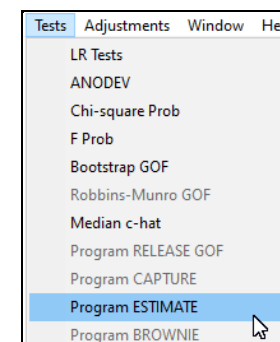 Tests Adjustments Window He
LR Tests
ANODEV
Chi-square Prob
F Prob
Bootstrap GOF
Robbins-Munro GOF
Median c-hat
Program RELEASE GOF
Program CAPTURE
Program ESTIMATE
Program BROWNIE